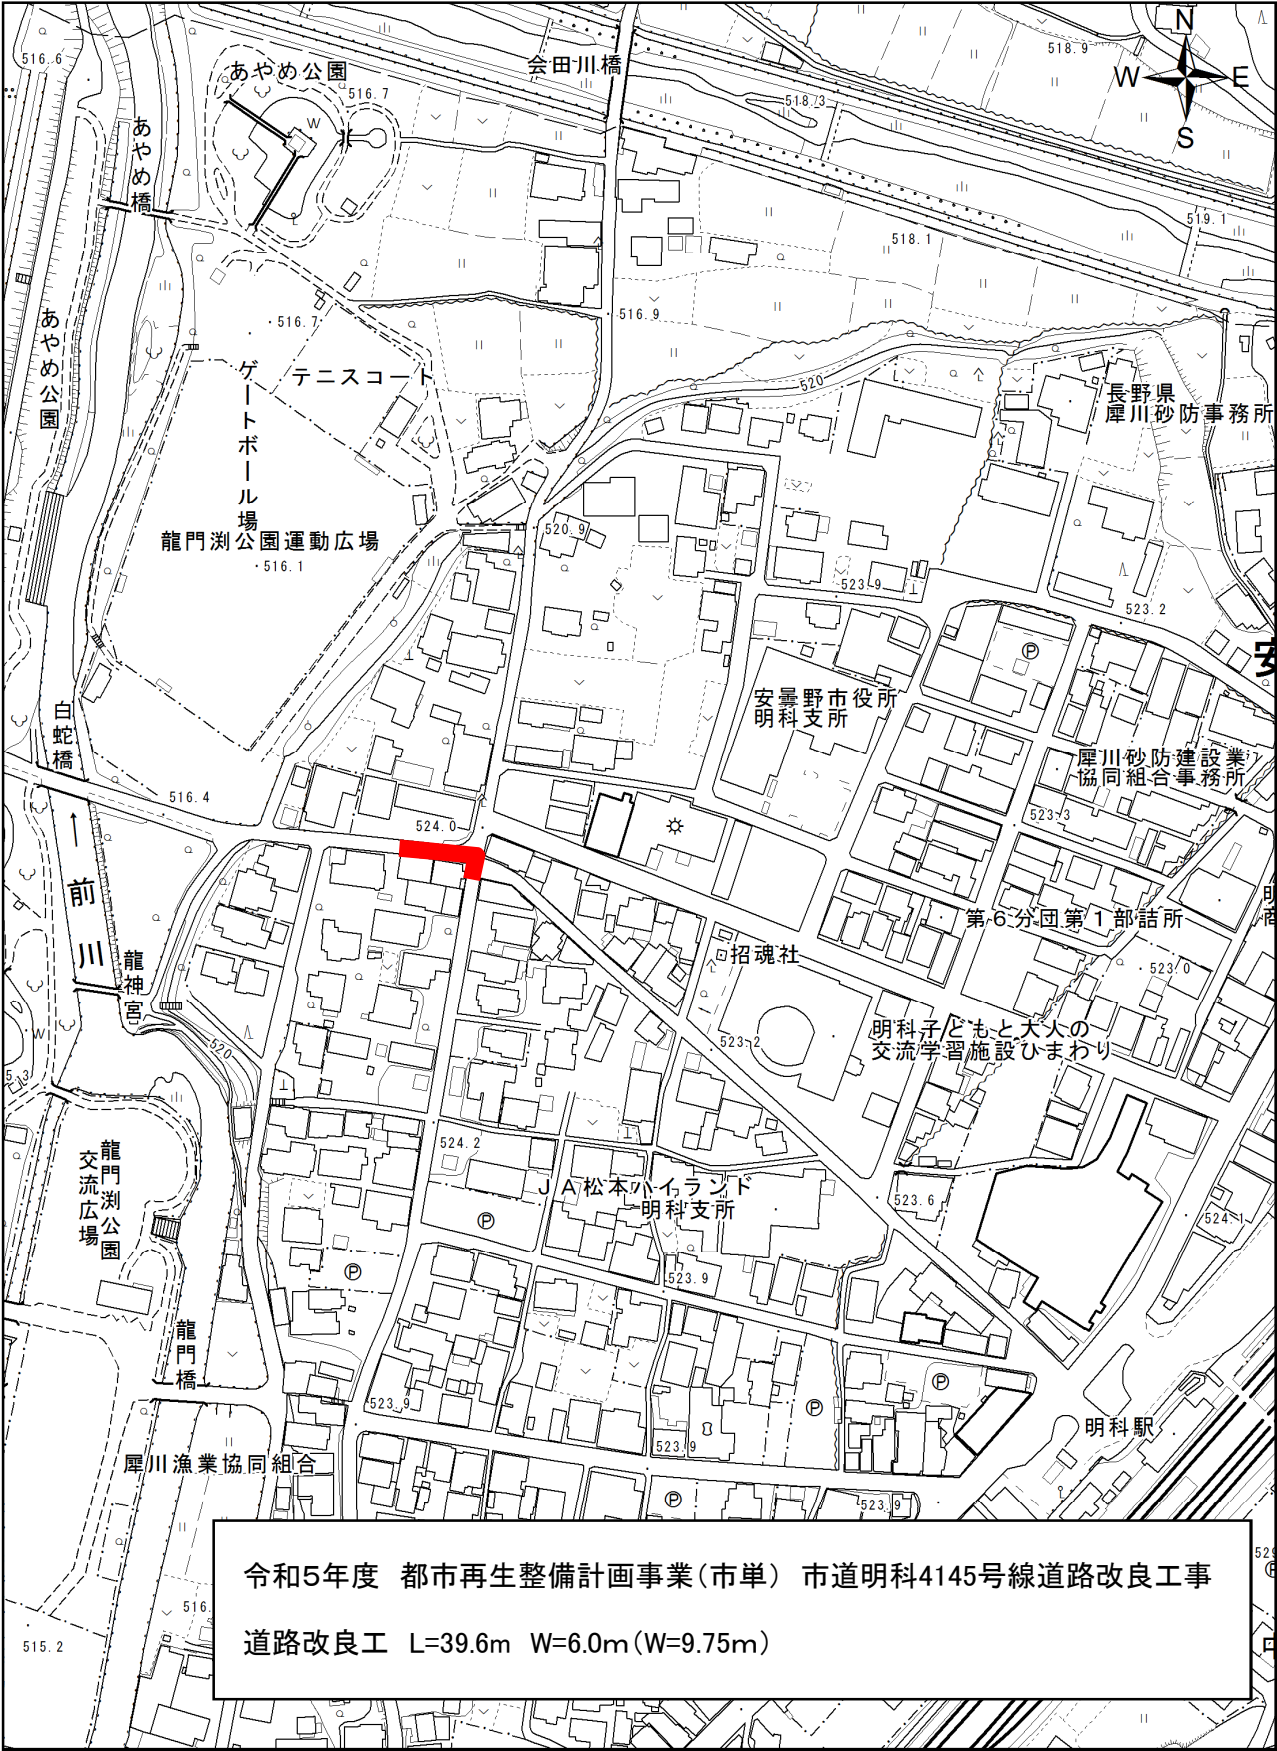 N
W
E
S
516.6
あやめ公園
516.7
会田川橋
518.9
518.3
あやめ橋
W
519.1
518.1
あやめ公園
516.7
516.9
テニスコート
ゲートボール場
520
長野県
犀川砂防事務所
龍門渕公園運動広場
516.1
520.9
523.9
523.2
安
安曇野市役所
明科支所
白蛇橋
犀川砂防建設業
協同組合事務所
516.4
524.0
523.3
前川
第6分団第1部詰所
招魂社
龍神宮
523.0
520
523.2
明科子どもと大人の
交流学習施設ひまわり
W
5.3
524.2
龍門渕公園
交流広場
JA松本ハイランド
明科支所
523.6
524.1
P
P
523.9
龍門橋
P
P
523.9
明科駅
523.9
犀川漁業協同組合
P
523.9
令和5年度 都市再生整備計画事業(市単) 市道明科4145号線道路改良工事
道路改良工 L=39.6m W=6.0m(W=9.75m)
516.
515.2
529
P